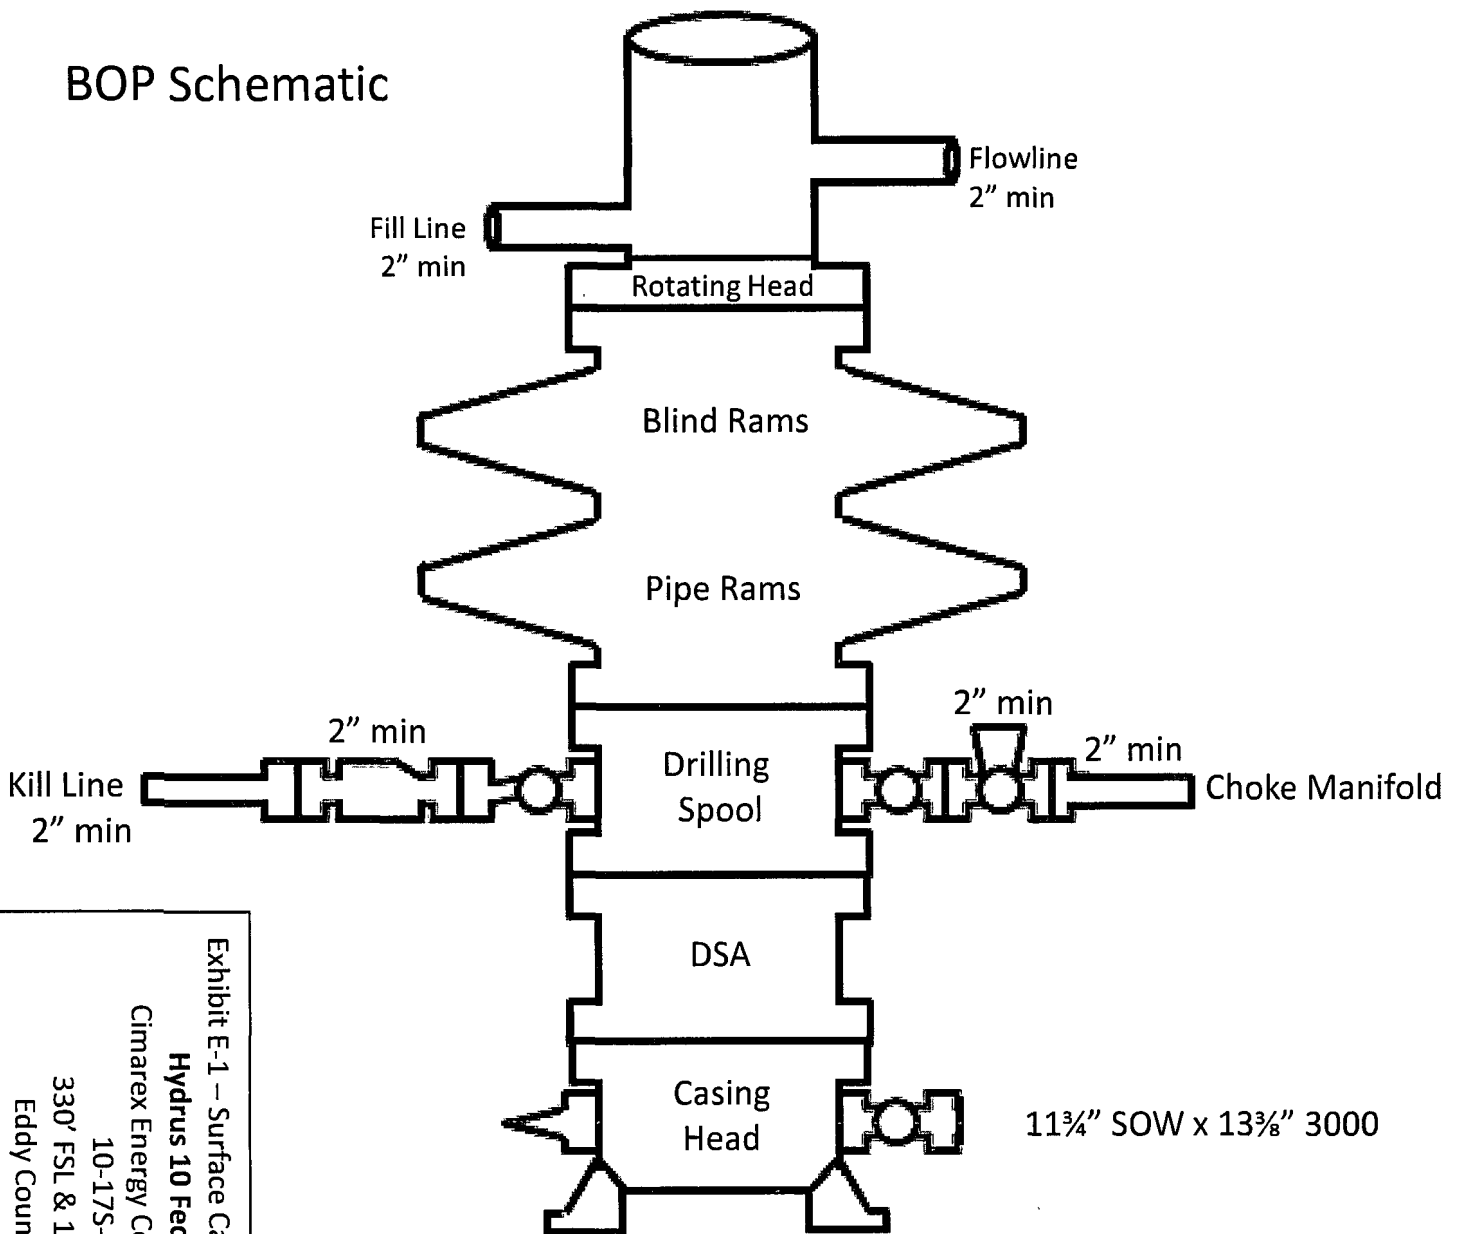 BOP Schematic
Flowline
2” min
Fill Line
2” min
Rotating Head
Blind Rams
Pipe Rams
2” min
2” min
2” min
Drilling
Spool
Kill Line
2” min
Choke Manifold
DSA
Casing
Head
11¾” SOW x 13⅜” 3000
Exhibit E-1 – Surface
Hydrus 10
Cimarex Energy
10-17S-
330’ FSL & 1
Eddy